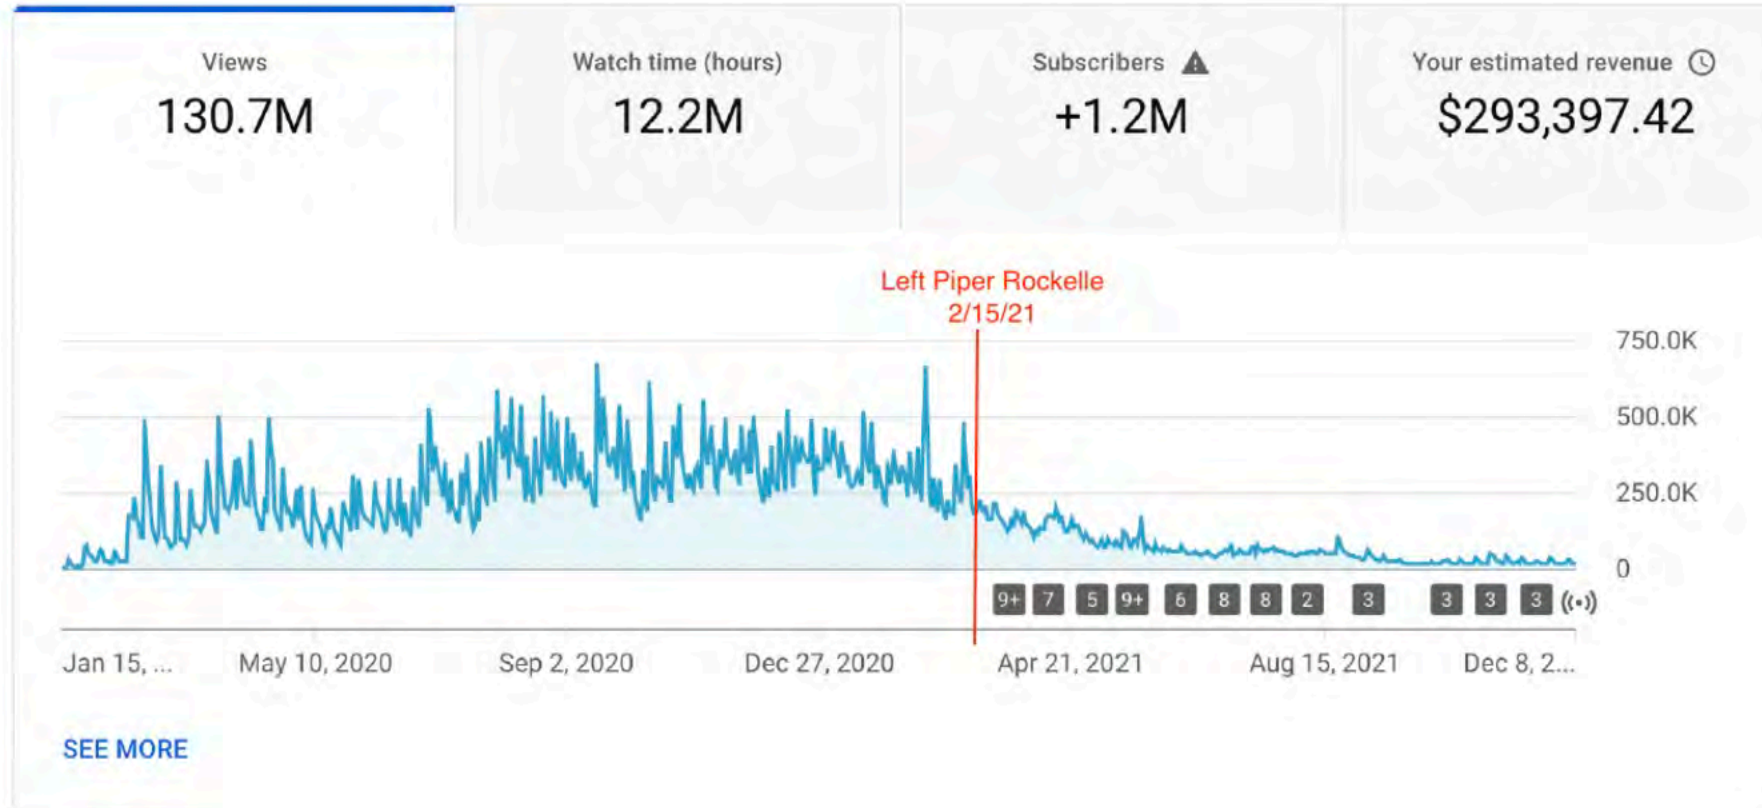 Views
130.7M
Watch time (hours)
12.2M
Subscribers
+1.2M
Your estimated revenue
$293,397.42
Left Piper Rockelle
2/15/21
750.0K
500.0K
250.0K
0
9+ 7 5 9+ 6 8 8 2 3 3 3 3
Jan 15, ... May 10, 2020 Sep 2, 2020 Dec 27, 2020 Apr 21, 2021 Aug 15, 2021 Dec 8, 2...
SEE MORE